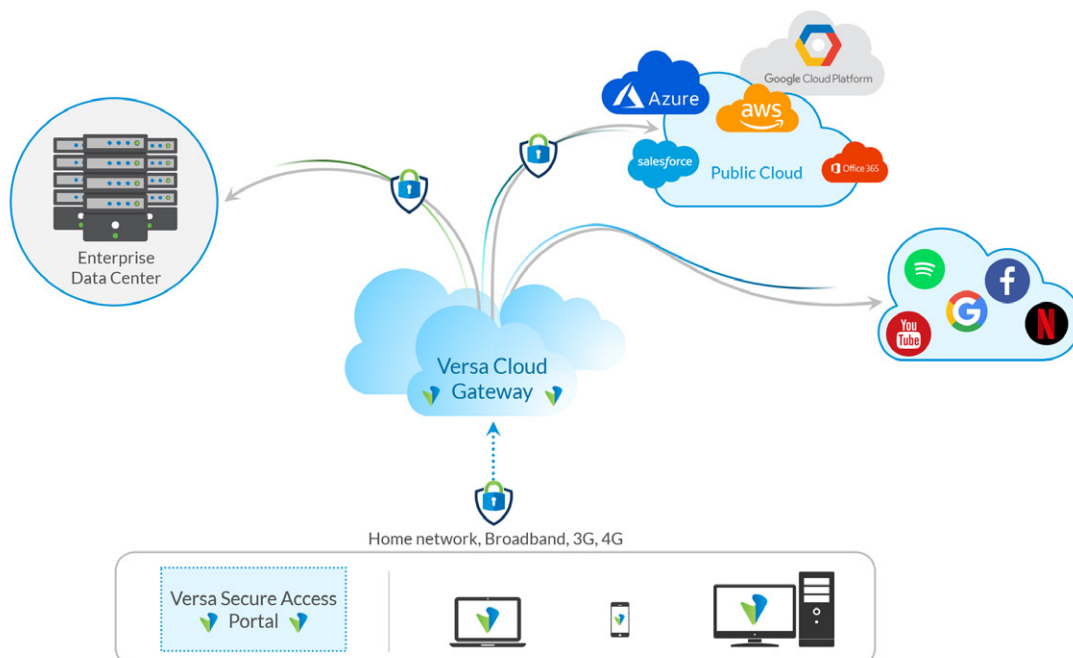 Google Cloud Platform
Azure
aws
salesforce
Office 365
Public Cloud
Enterprise
Data Center
You
Tube
Versa Cloud
Gateway
Home network, Broadband, 3G, 4G
Versa Secure Access
Portal